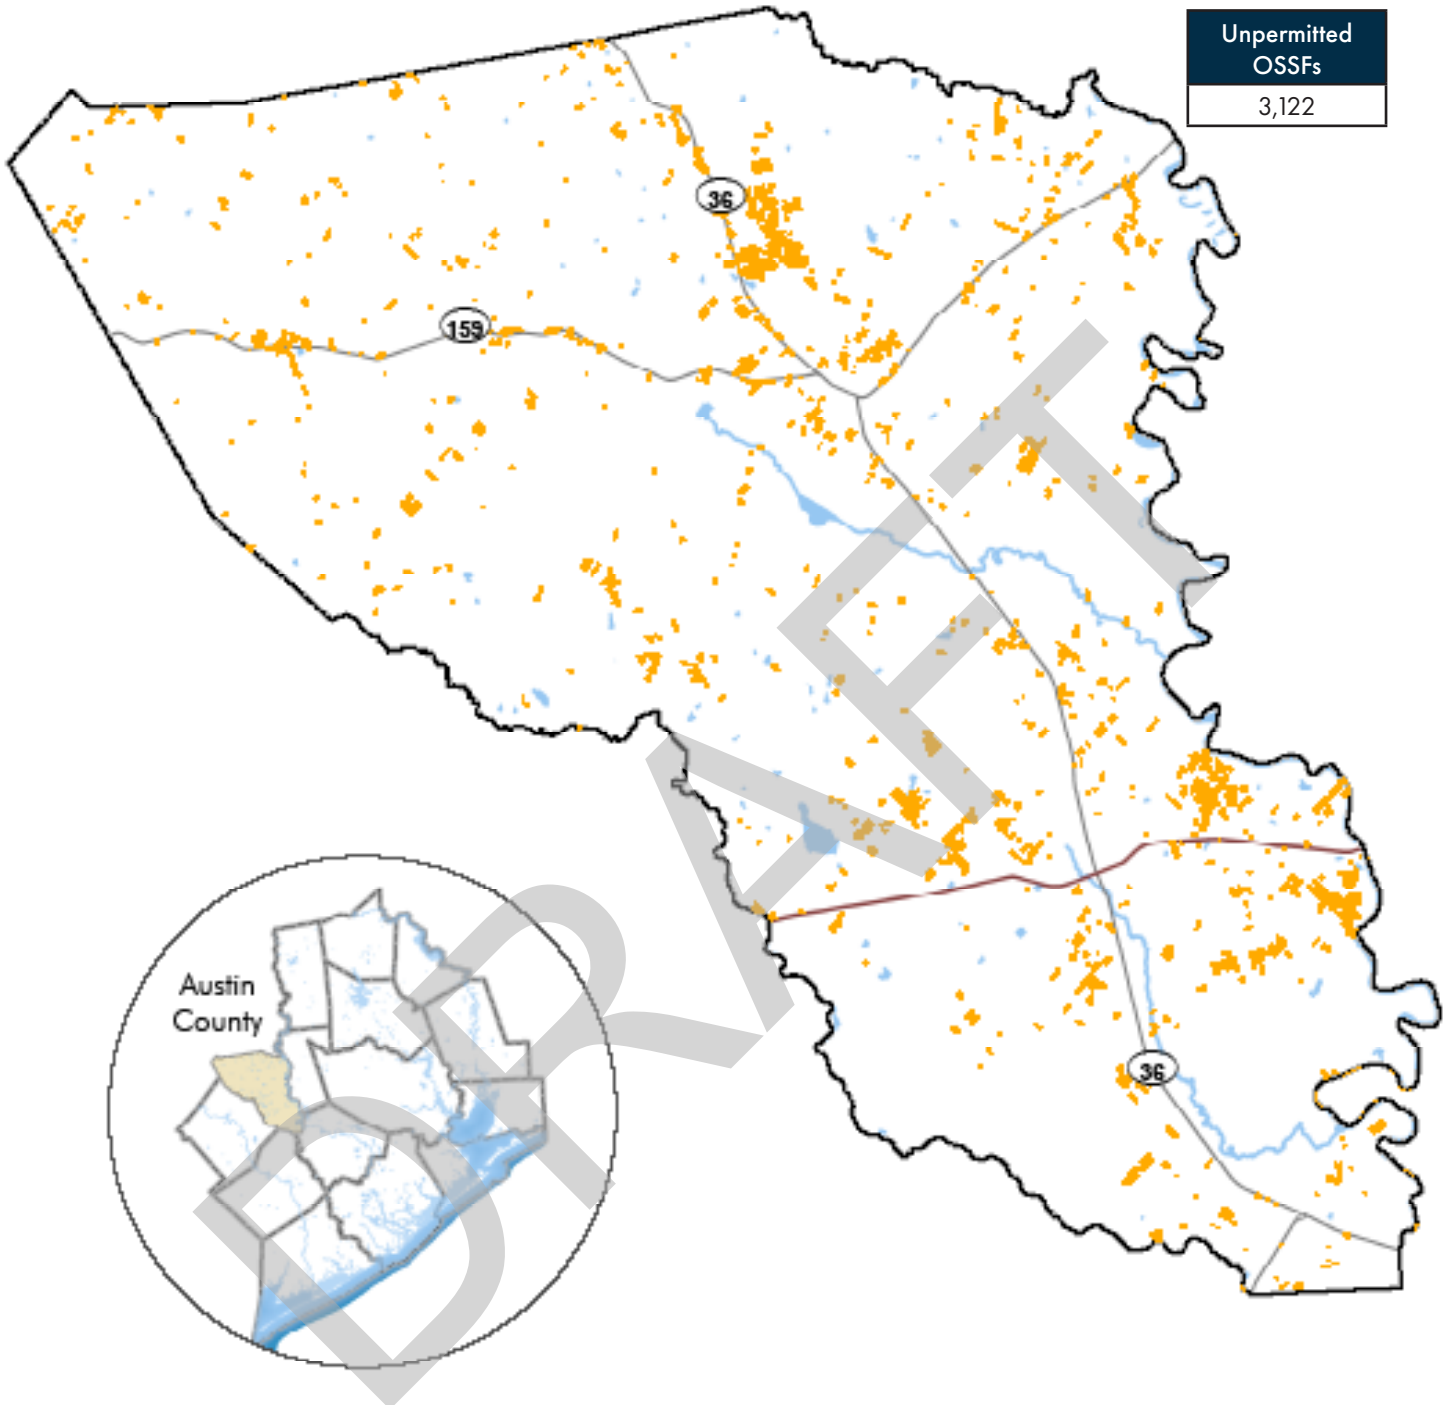 Unpermitted
OSSFs
3,122
36
159
Austin
County
36
DRAFT